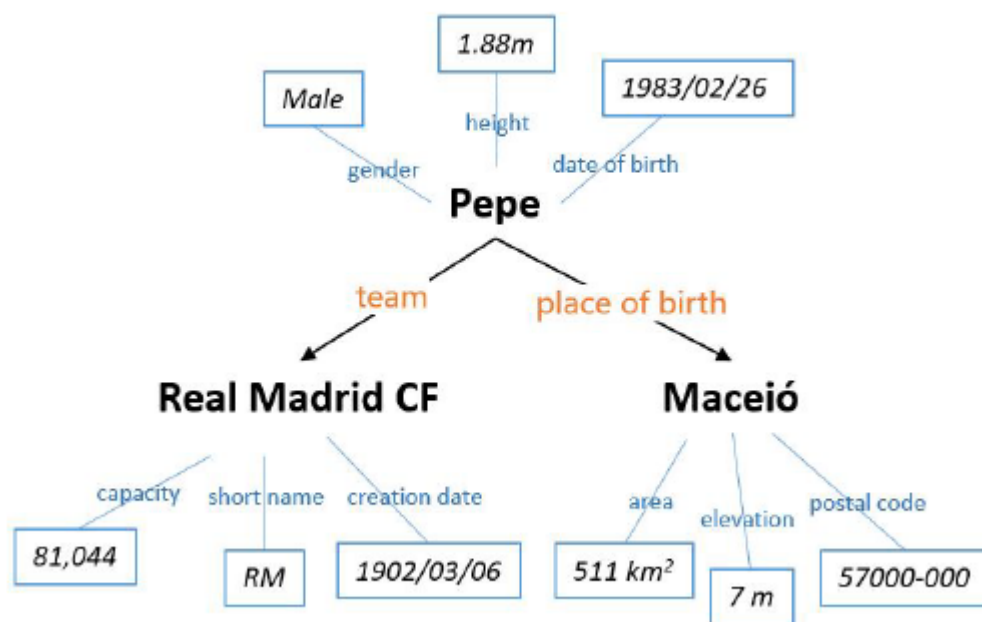 1.88m
Male
1983/02/26
height
gender
date of birth
Pepe
team
place of birth
Real Madrid CF
Maceió
capacity
short name
creation date
area
elevation
postal code
81,044
RM
1902/03/06
511 km²
7 m
57000-000